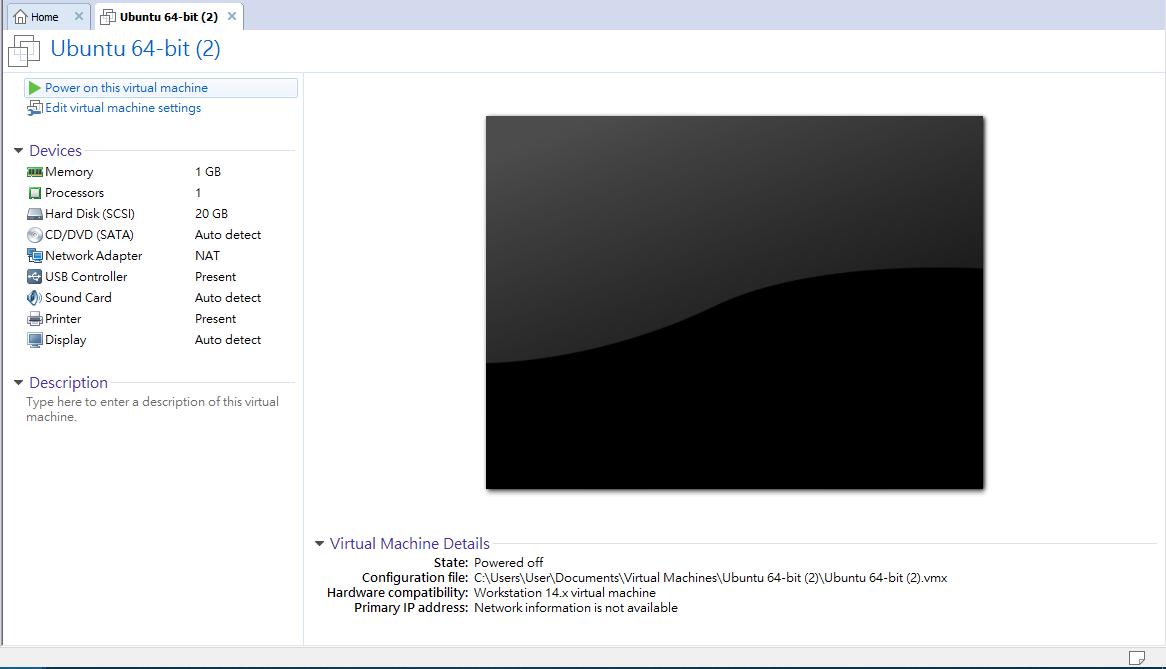 Home
Ubuntu 64-bit (2)
Ubuntu 64-bit (2)
Power on this virtual machine
Edit virtual machine settings
Devices
Memory 1 GB
Processors 1
Hard Disk (SCSI) 20 GB
CD/DVD (SATA) Auto detect
Network Adapter NAT
USB Controller Present
Sound Card Auto detect
Printer Present
Display Auto detect
Description
Type here to enter a description of this virtual
machine.
Virtual Machine Details
State: Powered off
Configuration file: C:\Users\User\Documents\Virtual Machines\Ubuntu 64-bit (2)\Ubuntu 64-bit (2).vmx
Hardware compatibility: Workstation 14.x virtual machine
Primary IP address: Network information is not available